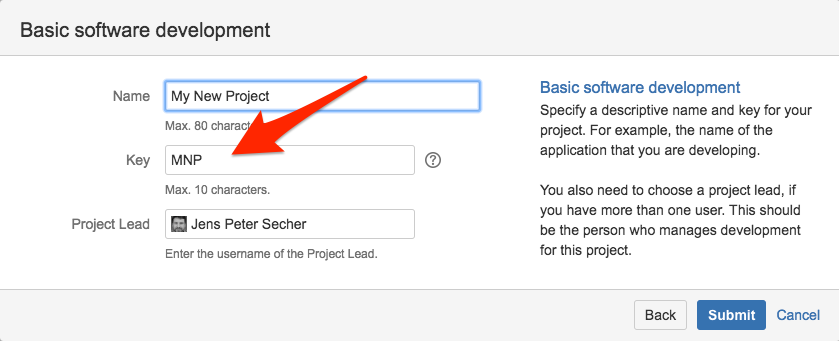 Basic software development
Name
My New Project
Max. 80 charact
Key
MNP
?
Max. 10 characters.
Project Lead
Jens Peter Secher
Enter the username of the Project Lead.
Basic software development
Specify a descriptive name and key for your
project. For example, the name of the
application that you are developing.
You also need to choose a project lead, if
you have more than one user. This should
be the person who manages development
for this project.
Back
Submit
Cancel